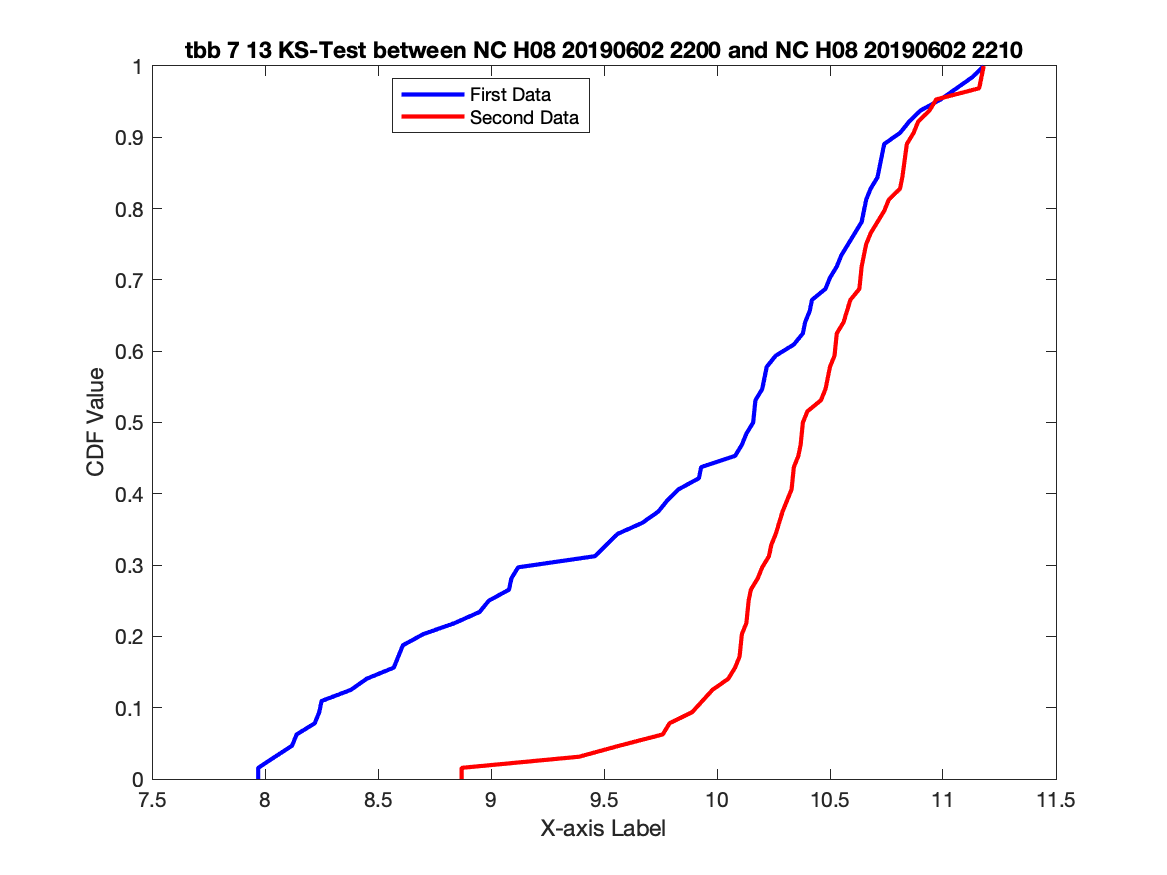 tbb 7 13 KS-Test between NC H08 20190602 2200 and NC H08 20190602 2210
First Data
Second Data
1
0.9
0.8
0.7
0.6
0.5
0.4
0.3
0.2
0.1
0
CDF Value
7.5 8 8.5 9 9.5 10 10.5 11 11.5
X-axis Label